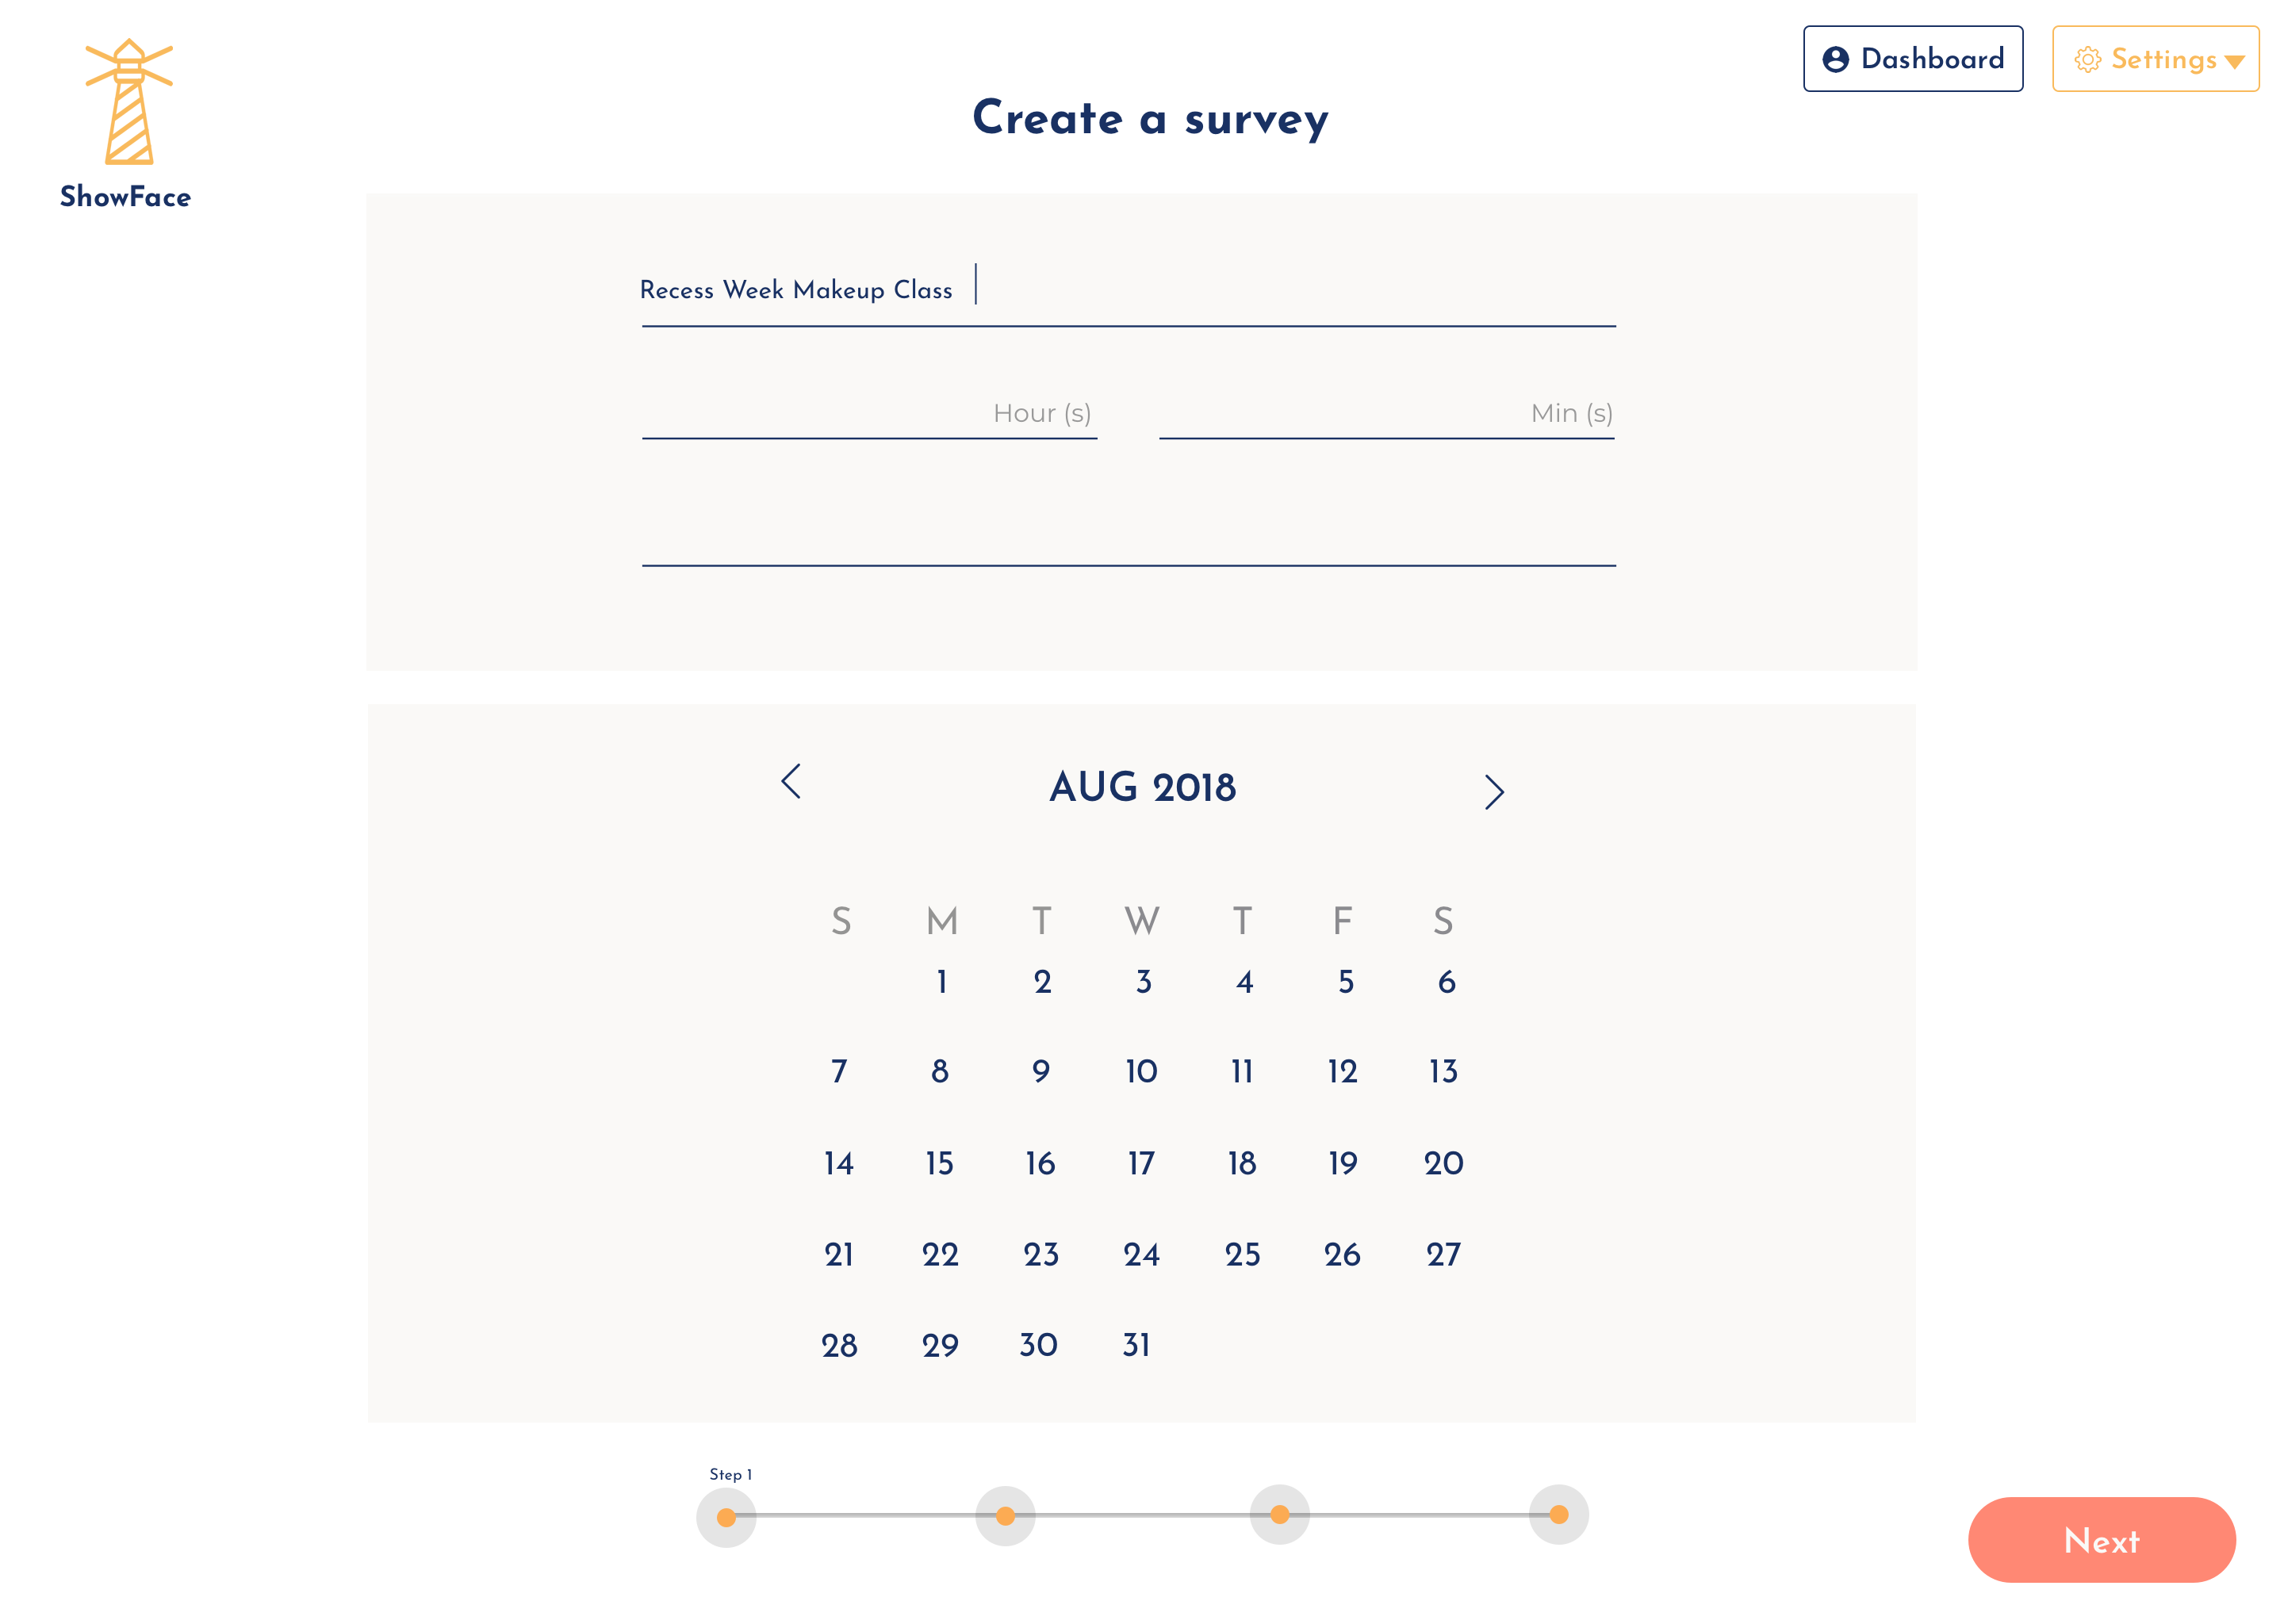 Dashboard
Settings
Create a survey
ShowFace
Recess Week Makeup Class
Hour (s) Min (s)
AUG 2018
S M T W T F S
1 2 3 4 5 6
7 8 9 10 11 12 13
14 15 16 17 18 19 20
21 22 23 24 25 26 27
28 29 30 31
Step 1
Next